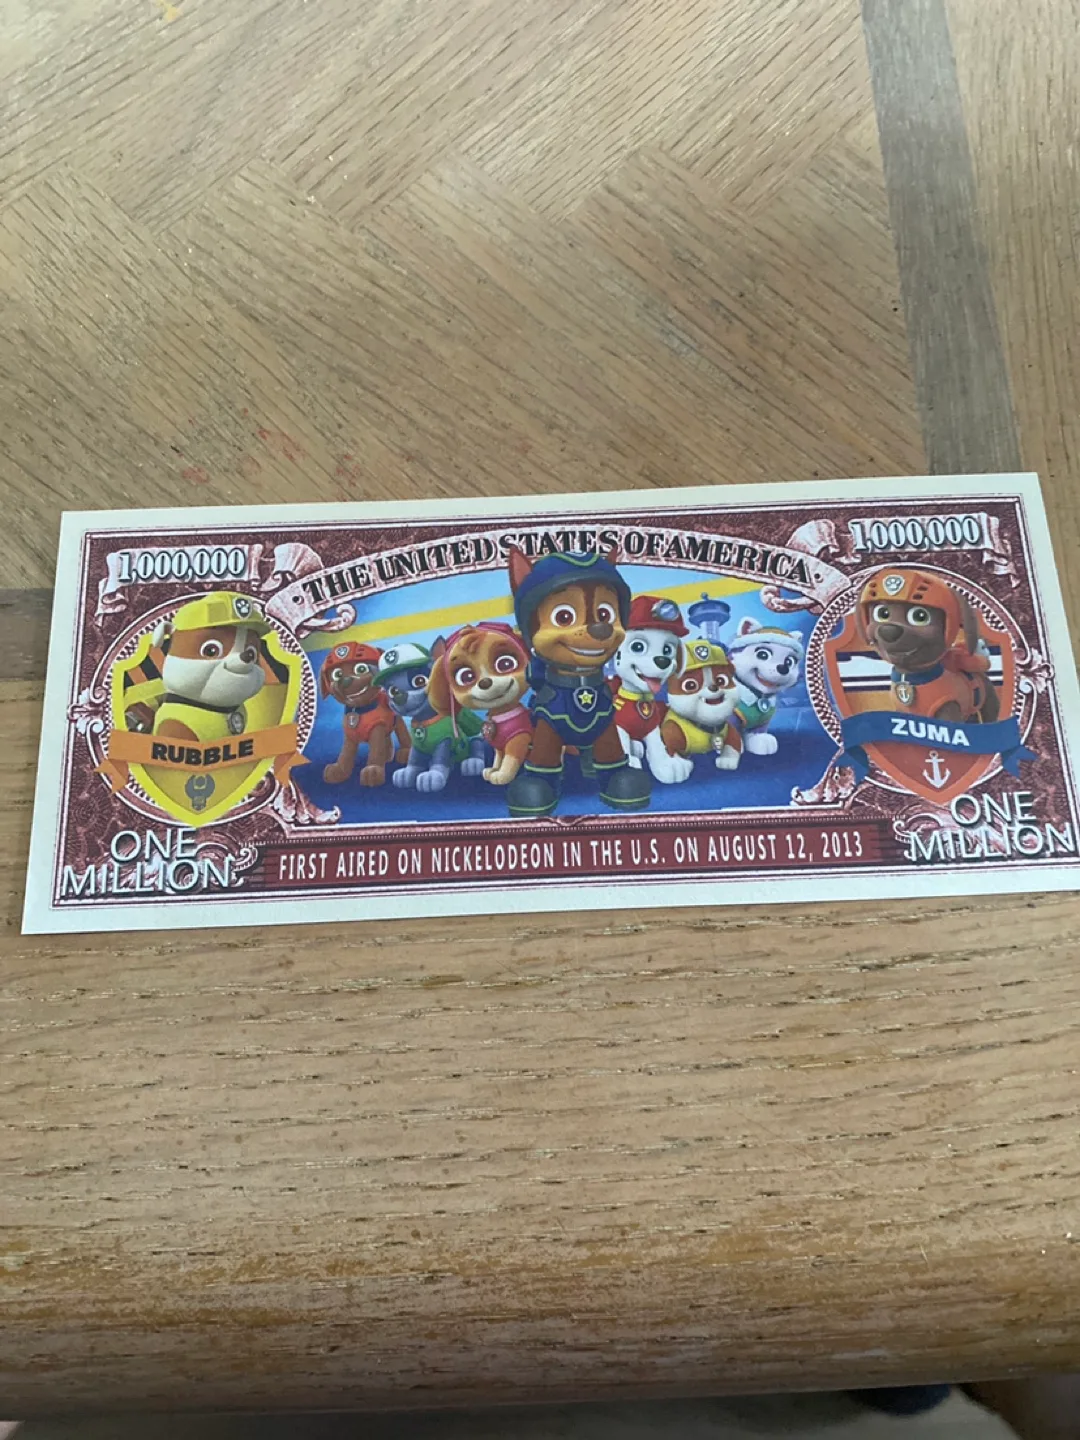 1,000,000
THE UNITED STATES OF AMERICA
1,000,000
RUBBLE
ZUMA
ONE
MILLION
FIRST AIRED ON NICKELODEON IN THE U.S. ON AUGUST 12, 2013
ONE
MILLION